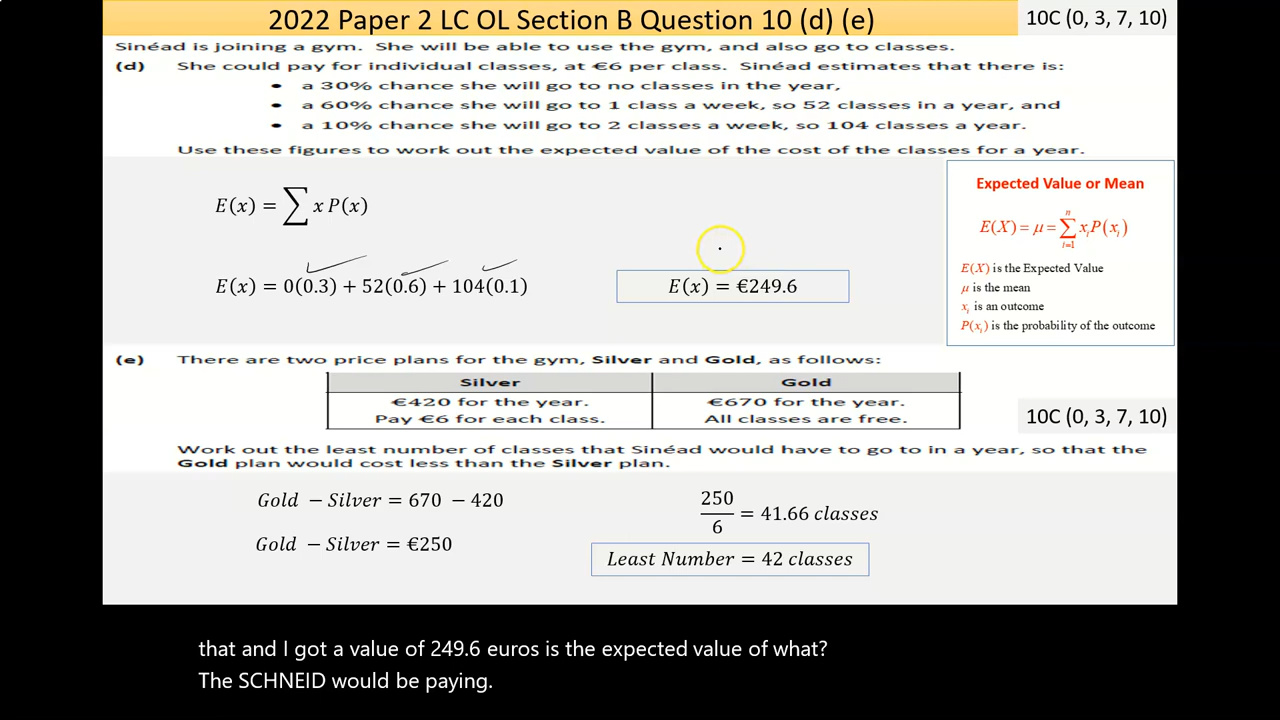 2022 Paper 2 LC OL Section B Question 10 (d) (e)
10C (0, 3, 7, 10)
Sinéad is joining a gym. She will be able to use the gym, and also go to classes.
(d) She could pay for individual classes, at €6 per class. Sinéad estimates that there is:
• a 30% chance she will go to no classes in the year,
• a 60% chance she will go to 1 class a week, so 52 classes in a year, and
• a 10% chance she will go to 2 classes a week, so 104 classes a year.
Use these figures to work out the expected value of the cost of the classes for a year.
E(x) = ∑ x P(x)
E(x) = 0(0.3) + 52(0.6) + 104(0.1)
E(x) = €249.6
Expected Value or Mean
E(X) = μ = ∑ⁿᵢ₌₁ xᵢP(xᵢ)
E(X) is the Expected Value
μ is the mean
xᵢ is an outcome
P(xᵢ) is the probability of the outcome
(e) There are two price plans for the gym, Silver and Gold, as follows:
Silver Gold
€420 for the year. €670 for the year.
Pay €6 for each class. All classes are free.
10C (0, 3, 7, 10)
Work out the least number of classes that Sinéad would have to go to in a year, so that the
Gold plan would cost less than the Silver plan.
Gold − Silver = 670 − 420
Gold − Silver = €250
250/6 = 41.66 classes
Least Number = 42 classes
that and I got a value of 249.6 euros is the expected value of what?
The SCHNEID would be paying.